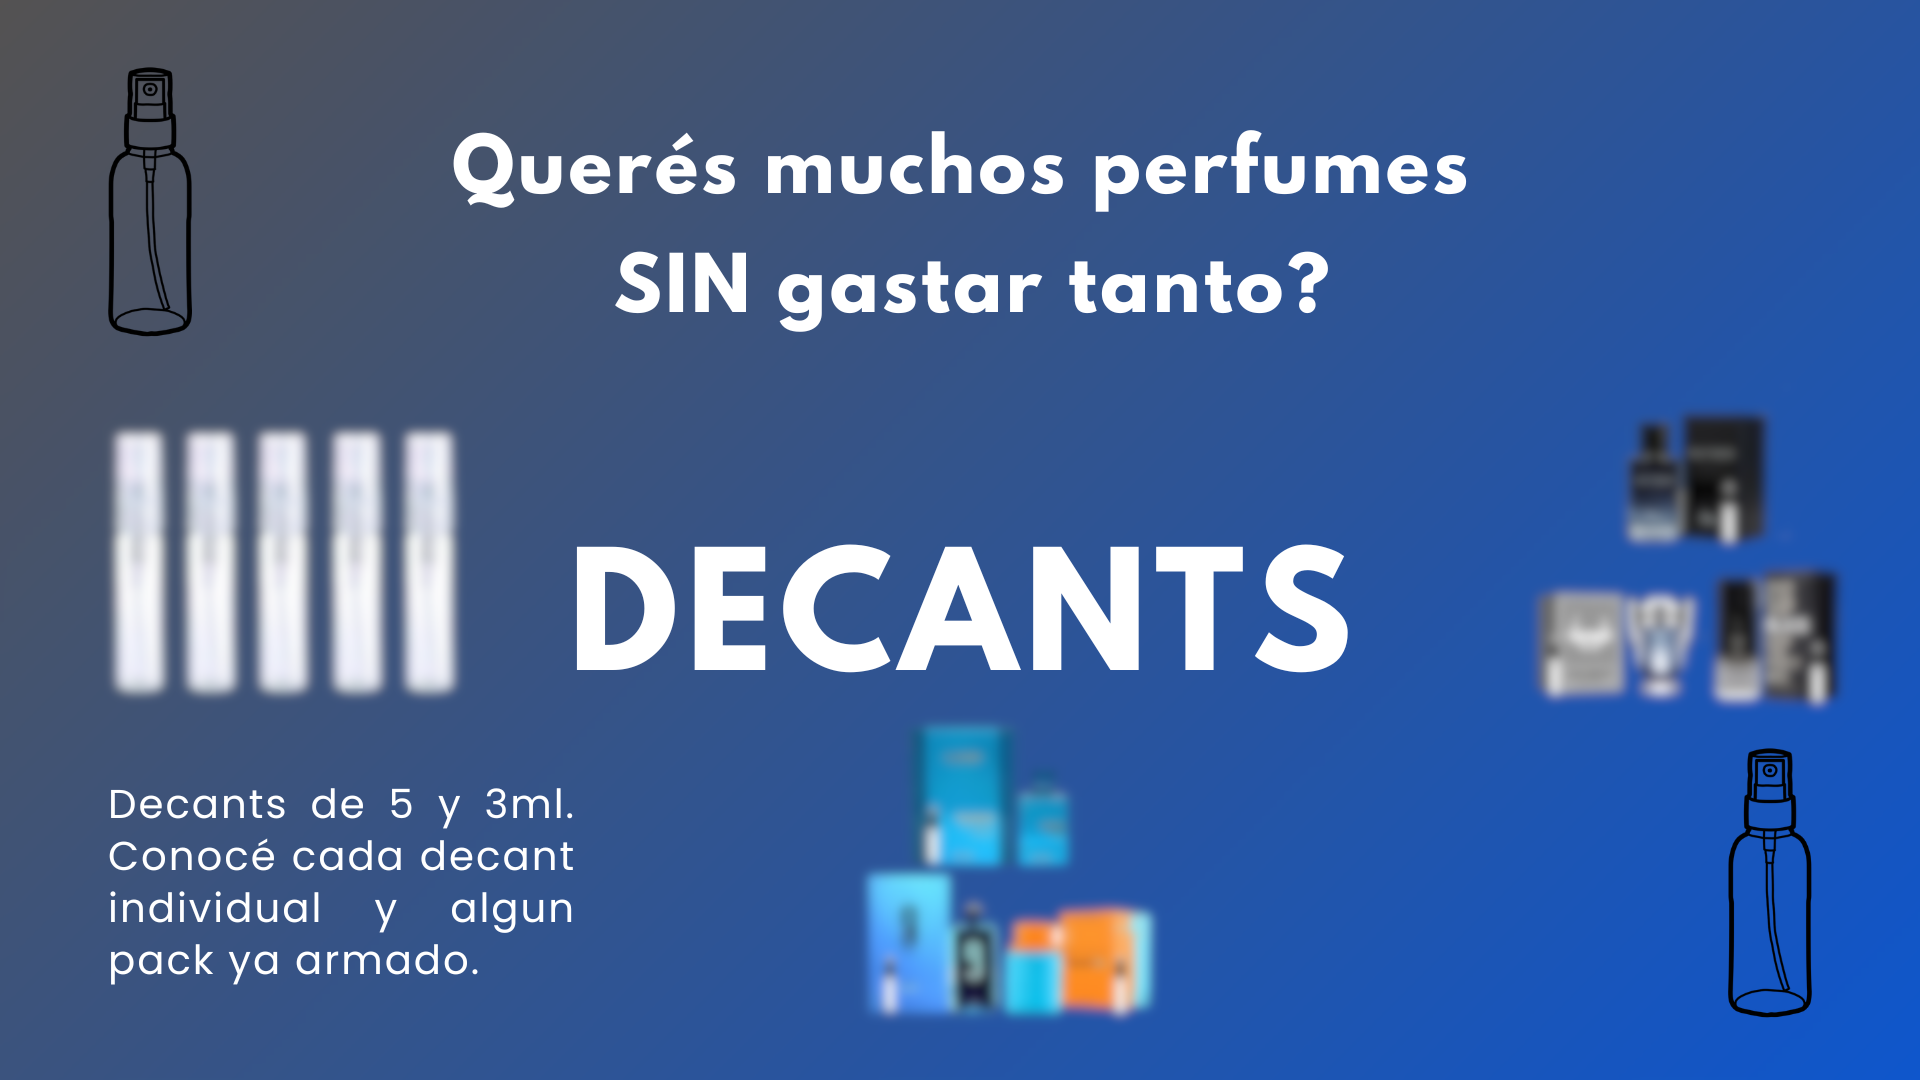 Querés muchos perfumes
SIN gastar tanto?
DECANTS
Decants de 5 y 3ml.
Conocé cada decant
individual y algun
pack ya armado.